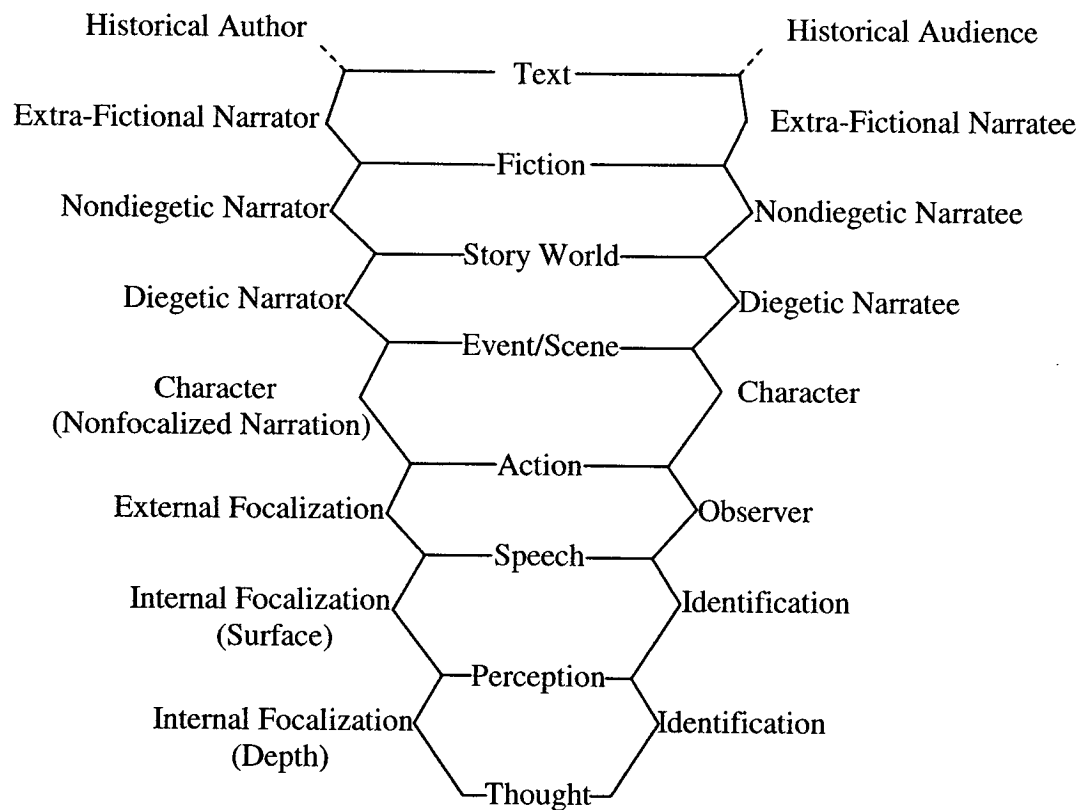 Historical Author
Historical Audience
Text
Extra-Fictional Narrator
Extra-Fictional Narratee
Fiction
Nondiegetic Narrator
Nondiegetic Narratee
Story World
Diegetic Narrator
Diegetic Narratee
Event/Scene
Character
(Nonfocalized Narration)
Character
Action
External Focalization
Observer
Speech
Internal Focalization
(Surface)
Identification
Perception
Internal Focalization
(Depth)
Identification
Thought